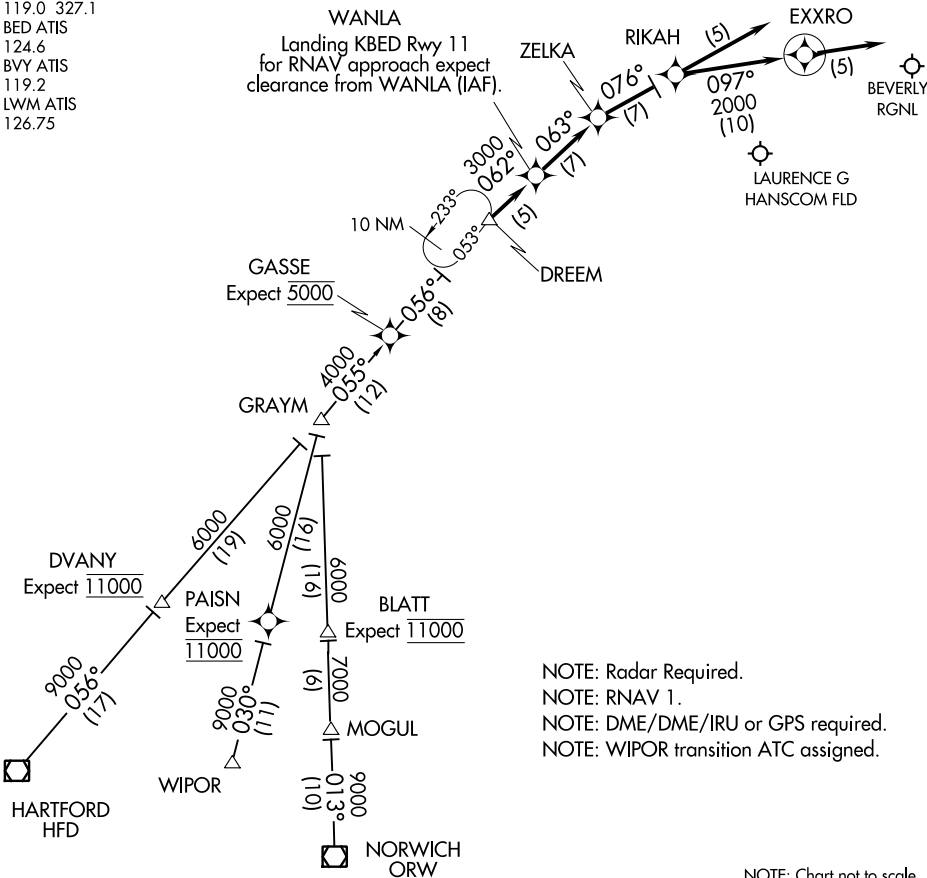 119.0 327.1
BED ATIS
124.6
BVY ATIS
119.2
LWM ATIS
126.75
WANLA
Landing KBED Rwy 11
for RNAV approach expect
clearance from WANLA (IAF).
ZELKA
RIKAH
(5)
EXXRO
(5)
BEVERLY
RGNL
076°
(7)
097°
2000
(10)
LAURENCE G
HANSCOM FLD
063°
(7)
3000
062°
(5)
233°
053°
10 NM
DREEM
GASSE
Expect 5000
056°
(8)
4000
055°
(12)
GRAYM
6000
(19)
6000
(16)
6000
(16)
DVANY
Expect 11000
PAISN
Expect
11000
BLATT
Expect 11000
9000
056°
(17)
9000
030°
(11)
7000
(6)
MOGUL
WIPOR
9000
013°
(10)
HARTFORD
HFD
NORWICH
ORW
NOTE: Radar Required.
NOTE: RNAV 1.
NOTE: DME/DME/IRU or GPS required.
NOTE: WIPOR transition ATC assigned.
NOTE: Chart not to scale